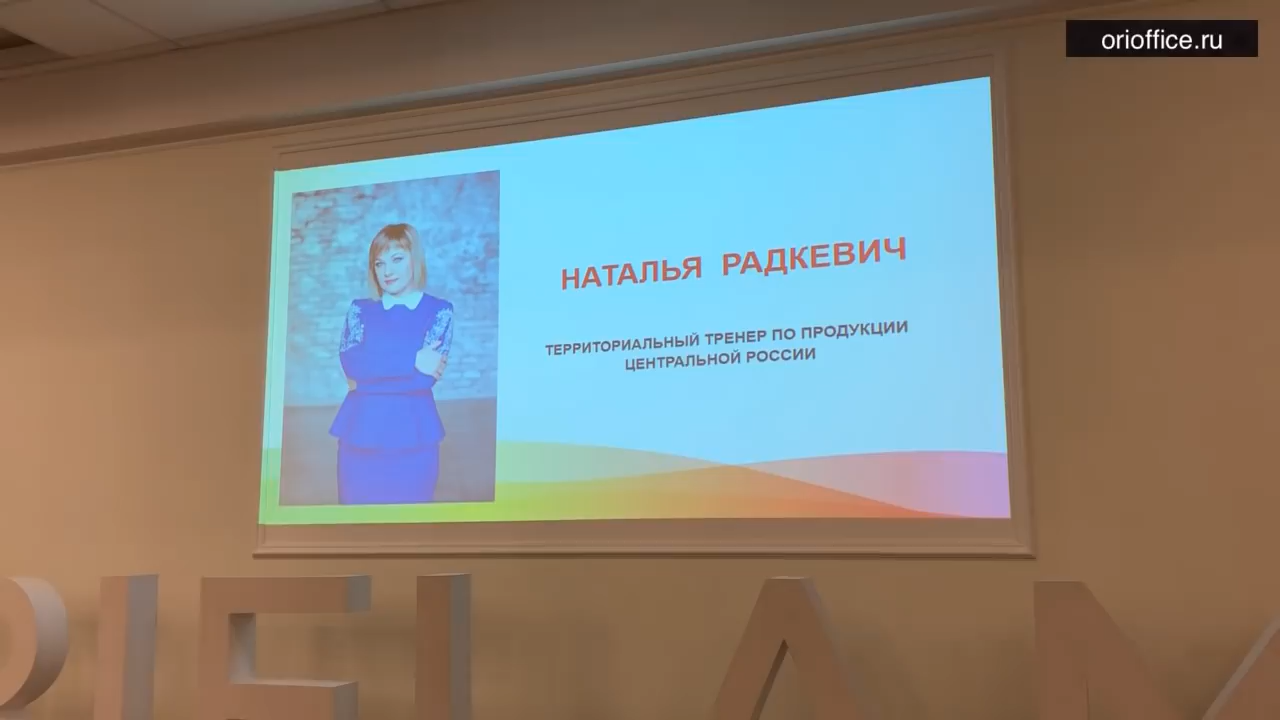 orioffice.ru
НАТАЛЬЯ РАДКЕВИЧ
ТЕРРИТОРИАЛЬНЫЙ ТРЕНЕР ПО ПРОДУКЦИИ
ЦЕНТРАЛЬНОЙ РОССИИ